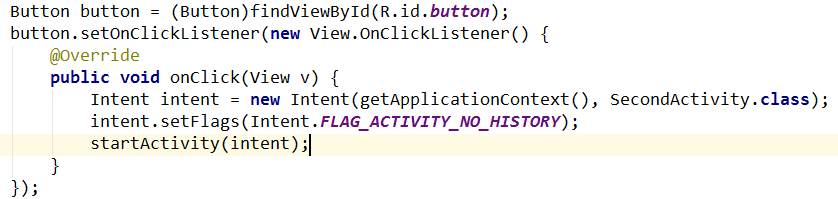 Button button = (Button)findViewById(R.id.button);
button.setOnClickListener(new View.OnClickListener() {
    @Override
    public void onClick(View v) {
        Intent intent = new Intent(getApplicationContext(), SecondActivity.class);
        intent.setFlags(Intent.FLAG_ACTIVITY_NO_HISTORY);
        startActivity(intent);
    }
});